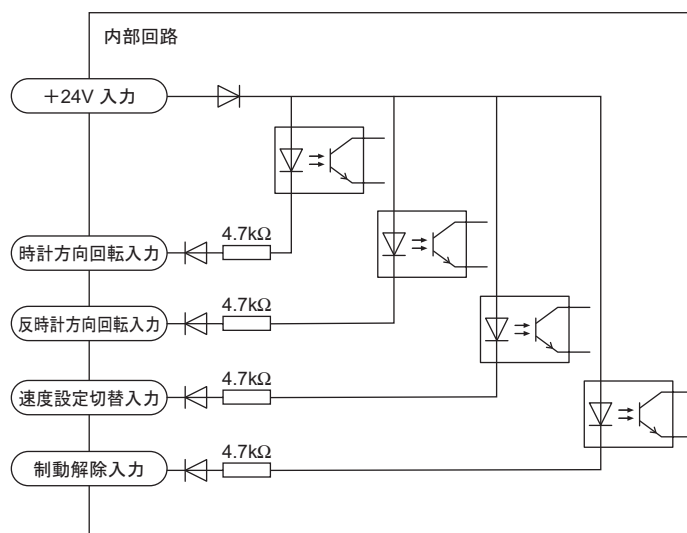 内部回路
＋24V 入力
4.7kΩ
時計方向回転入力
4.7kΩ
反時計方向回転入力
4.7kΩ
速度設定切替入力
4.7kΩ
制動解除入力